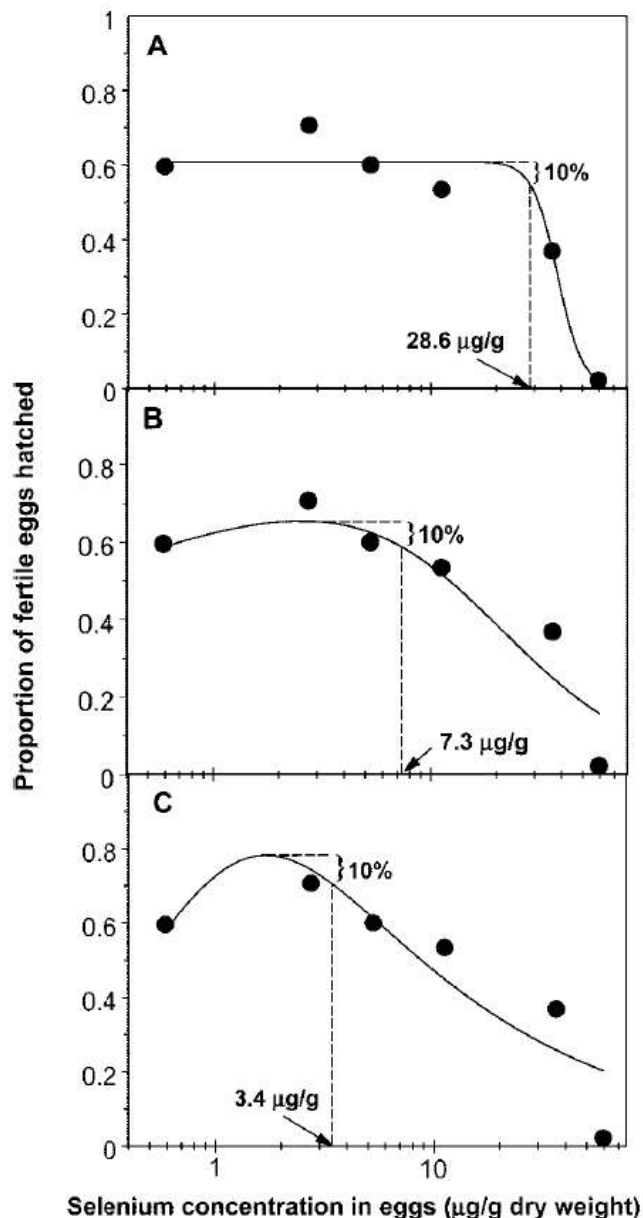 Proportion of fertile eggs hatched
1
A
0.8
0.6
10%
0.4
28.6 μg/g
0.2
0
B
0.8
0.6
10%
0.4
0.2
7.3 μg/g
0
C
0.8
10%
0.6
0.4
0.2
3.4 μg/g
0
1 10
Selenium concentration in eggs (μg/g dry weight)